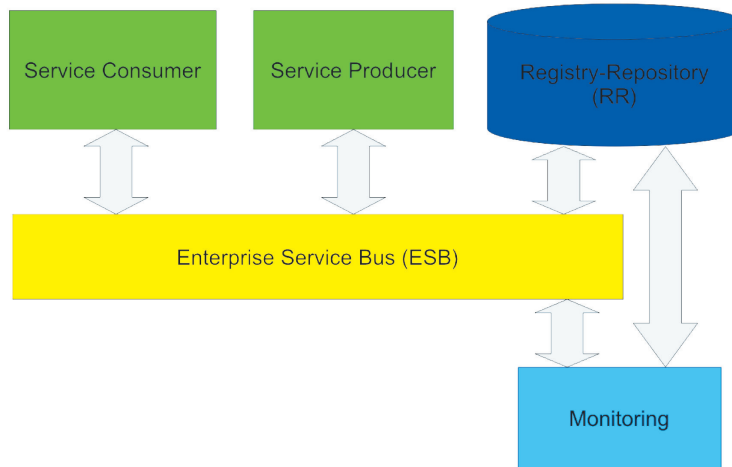 Service Consumer
Service Producer
Registry-Repository
(RR)
Enterprise Service Bus (ESB)
Monitoring